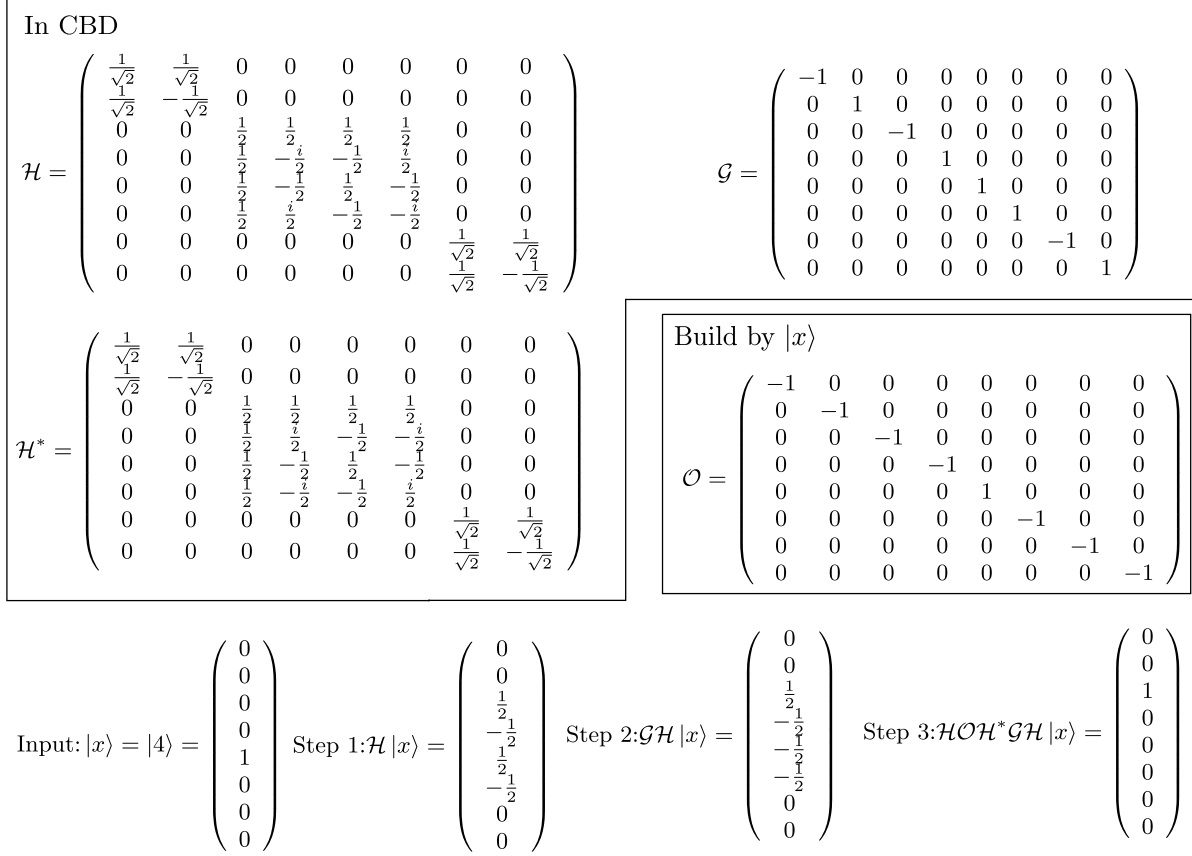 In CBD
H =
1/√2 1/√2 0 0 0 0 0 0
1/√2 −1/√2 0 0 0 0 0 0
0 0 1/2 1/2 1/2 1/2 0 0
0 0 1/2 −i/2 −1/2 i/2 0 0
0 0 1/2 −1/2 1/2 −1/2 0 0
0 0 1/2 i/2 −1/2 −i/2 0 0
0 0 0 0 0 0 1/√2 1/√2
0 0 0 0 0 0 1/√2 −1/√2
G =
−1 0 0 0 0 0 0 0
0 1 0 0 0 0 0 0
0 0 −1 0 0 0 0 0
0 0 0 1 0 0 0 0
0 0 0 0 1 0 0 0
0 0 0 0 0 1 0 0
0 0 0 0 0 0 −1 0
0 0 0 0 0 0 0 1
H* =
1/√2 1/√2 0 0 0 0 0 0
1/√2 −1/√2 0 0 0 0 0 0
0 0 1/2 1/2 1/2 1/2 0 0
0 0 1/2 i/2 −1/2 −i/2 0 0
0 0 1/2 −1/2 1/2 −1/2 0 0
0 0 1/2 −i/2 −1/2 i/2 0 0
0 0 0 0 0 0 1/√2 1/√2
0 0 0 0 0 0 1/√2 −1/√2
Build by |x⟩
O =
−1 0 0 0 0 0 0 0
0 −1 0 0 0 0 0 0
0 0 −1 0 0 0 0 0
0 0 0 −1 0 0 0 0
0 0 0 0 1 0 0 0
0 0 0 0 0 −1 0 0
0 0 0 0 0 0 −1 0
0 0 0 0 0 0 0 −1
Input: |x⟩ = |4⟩ =
0
0
0
0
1
0
0
0
Step 1:H |x⟩ =
0
0
1/2
−1/2
1/2
−1/2
0
0
Step 2:GH |x⟩ =
0
0
1/2
−1/2
−1/2
−1/2
0
0
Step 3:HOH*GH |x⟩ =
0
0
1
0
0
0
0
0